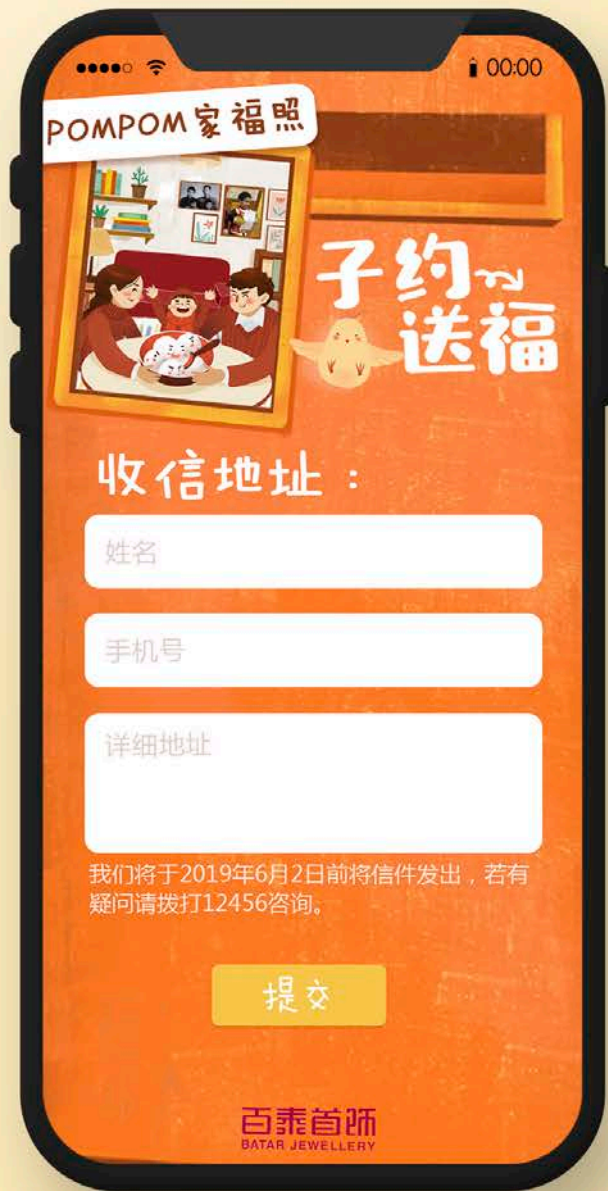 00:00
POMPOM家福照
子约~
送福
收信地址：
姓名
手机号
详细地址
我们将于2019年6月2日前将信件发出，若有
疑问请拨打12456咨询。
提交
百泰首饰
BATAR JEWELLERY